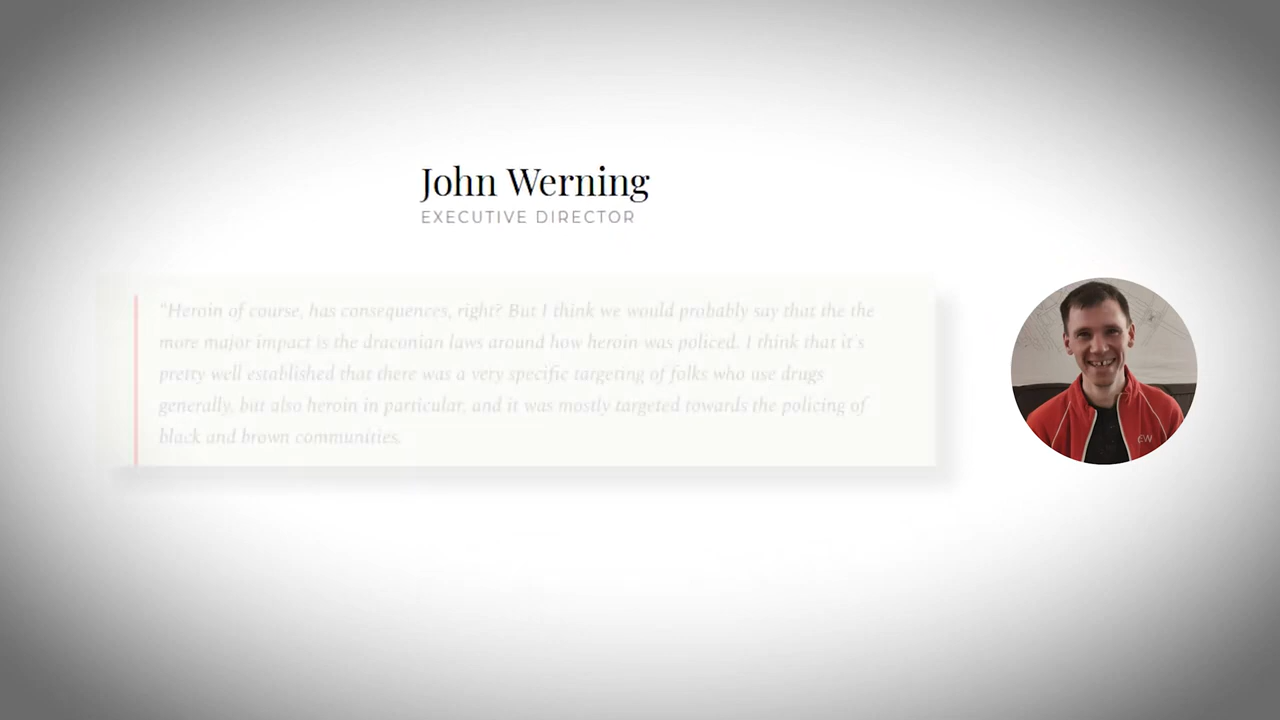 John Werning
EXECUTIVE DIRECTOR
“Heroin of course, has consequences, right? But I think we would probably say that the the
more major impact is the draconian laws around how heroin was policed. I think that it's
pretty well established that there was a very specific targeting of folks who use drugs
generally, but also heroin in particular, and it was mostly targeted towards the policing of
black and brown communities.